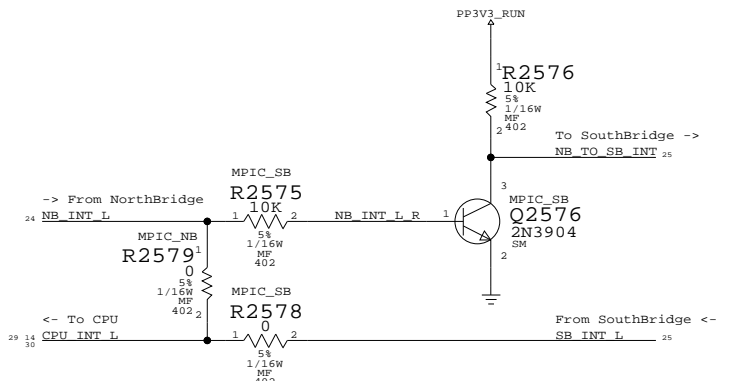 PP3V3_RUN
1
R2576
10K
5%
1/16W
MF
402
2
To SouthBridge ->
NB_TO_SB_INT 25
3
MPIC_SB
Q2576
2N3904
SM
2
MPIC_SB
R2575
10K
1 2
5%
1/16W
MF
402
NB_INT_L_R 1
-> From NorthBridge
24 NB_INT_L
MPIC_NB
R2579 1
0
5%
1/16W
MF
402 2
<- To CPU
29 14 CPU_INT_L
30
MPIC_SB
R2578
0
1 2
5%
1/16W
MF
402
From SouthBridge <-
SB_INT_L 25